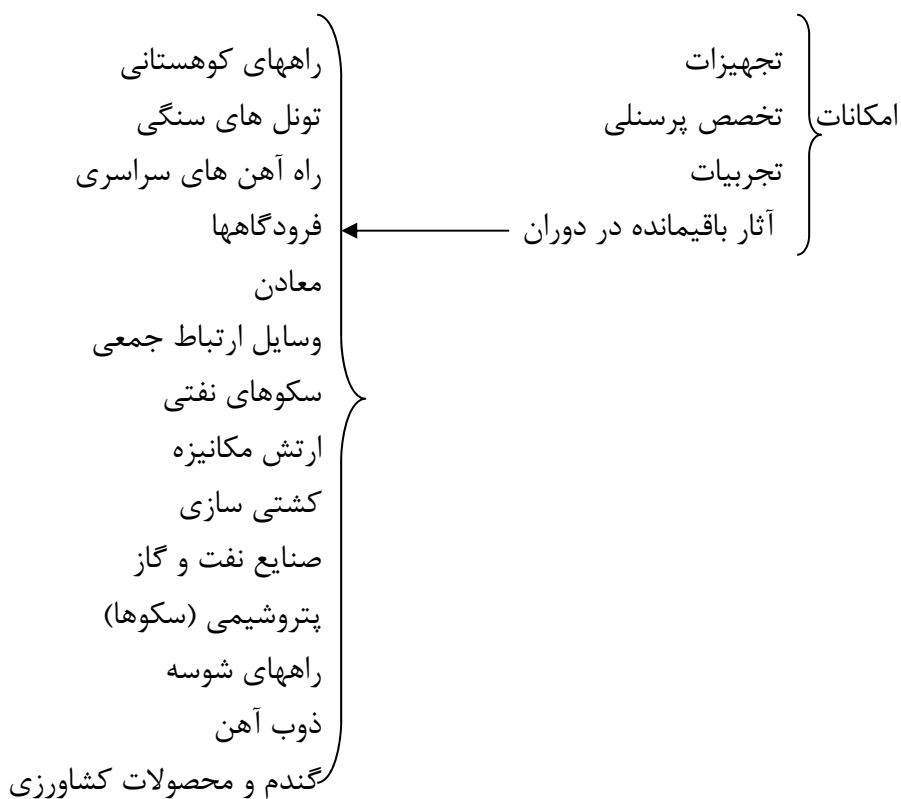 امکانات
تجهیزات
تخصص پرسنلی
تجربیات
آثار باقیمانده در دوران
راههای کوهستانی
تونل های سنگی
راه آهن های سراسری
فرودگاهها
معادن
وسایل ارتباط جمعی
سکوهای نفتی
ارتش مکانیزه
کشتی سازی
صنایع نفت و گاز
پتروشیمی (سکوها)
راههای شوسه
ذوب آهن
گندم و محصولات کشاورزی